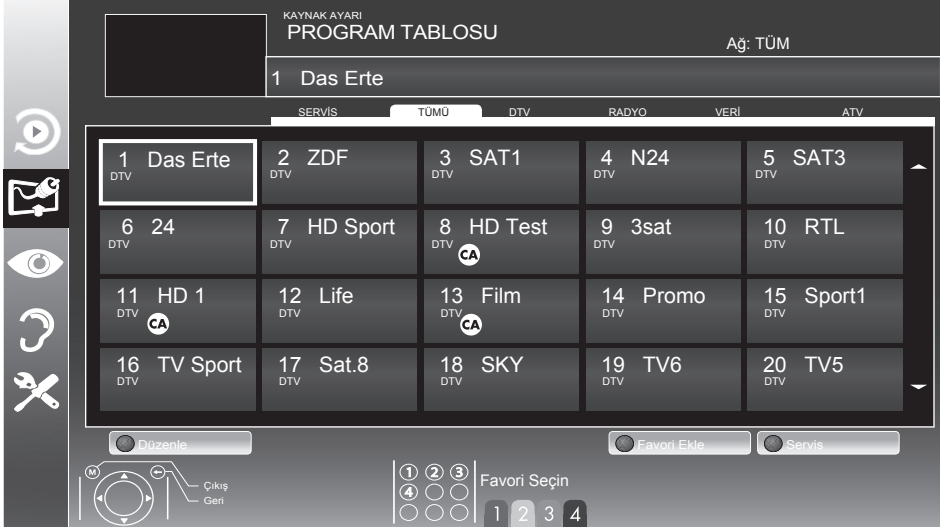 KAYNAK AYARI
PROGRAM TABLOSU
Ağ: TÜM
1 Das Erte
SERVİS TÜMÜ DTV RADYO VERİ ATV
1 Das Erte 2 ZDF 3 SAT1 4 N24 5 SAT3
DTV DTV DTV DTV DTV
6 24 7 HD Sport 8 HD Test 9 3sat 10 RTL
DTV DTV DTV DTV DTV
CA
11 HD 1 12 Life 13 Film 14 Promo 15 Sport1
DTV DTV DTV DTV DTV
CA CA
16 TV Sport 17 Sat.8 18 SKY 19 TV6 20 TV5
DTV DTV DTV DTV DTV
Düzenle Favori Ekle Servis
M Çıkış
Geri
1 2 3
4
Favori Seçin
1 2 3 4